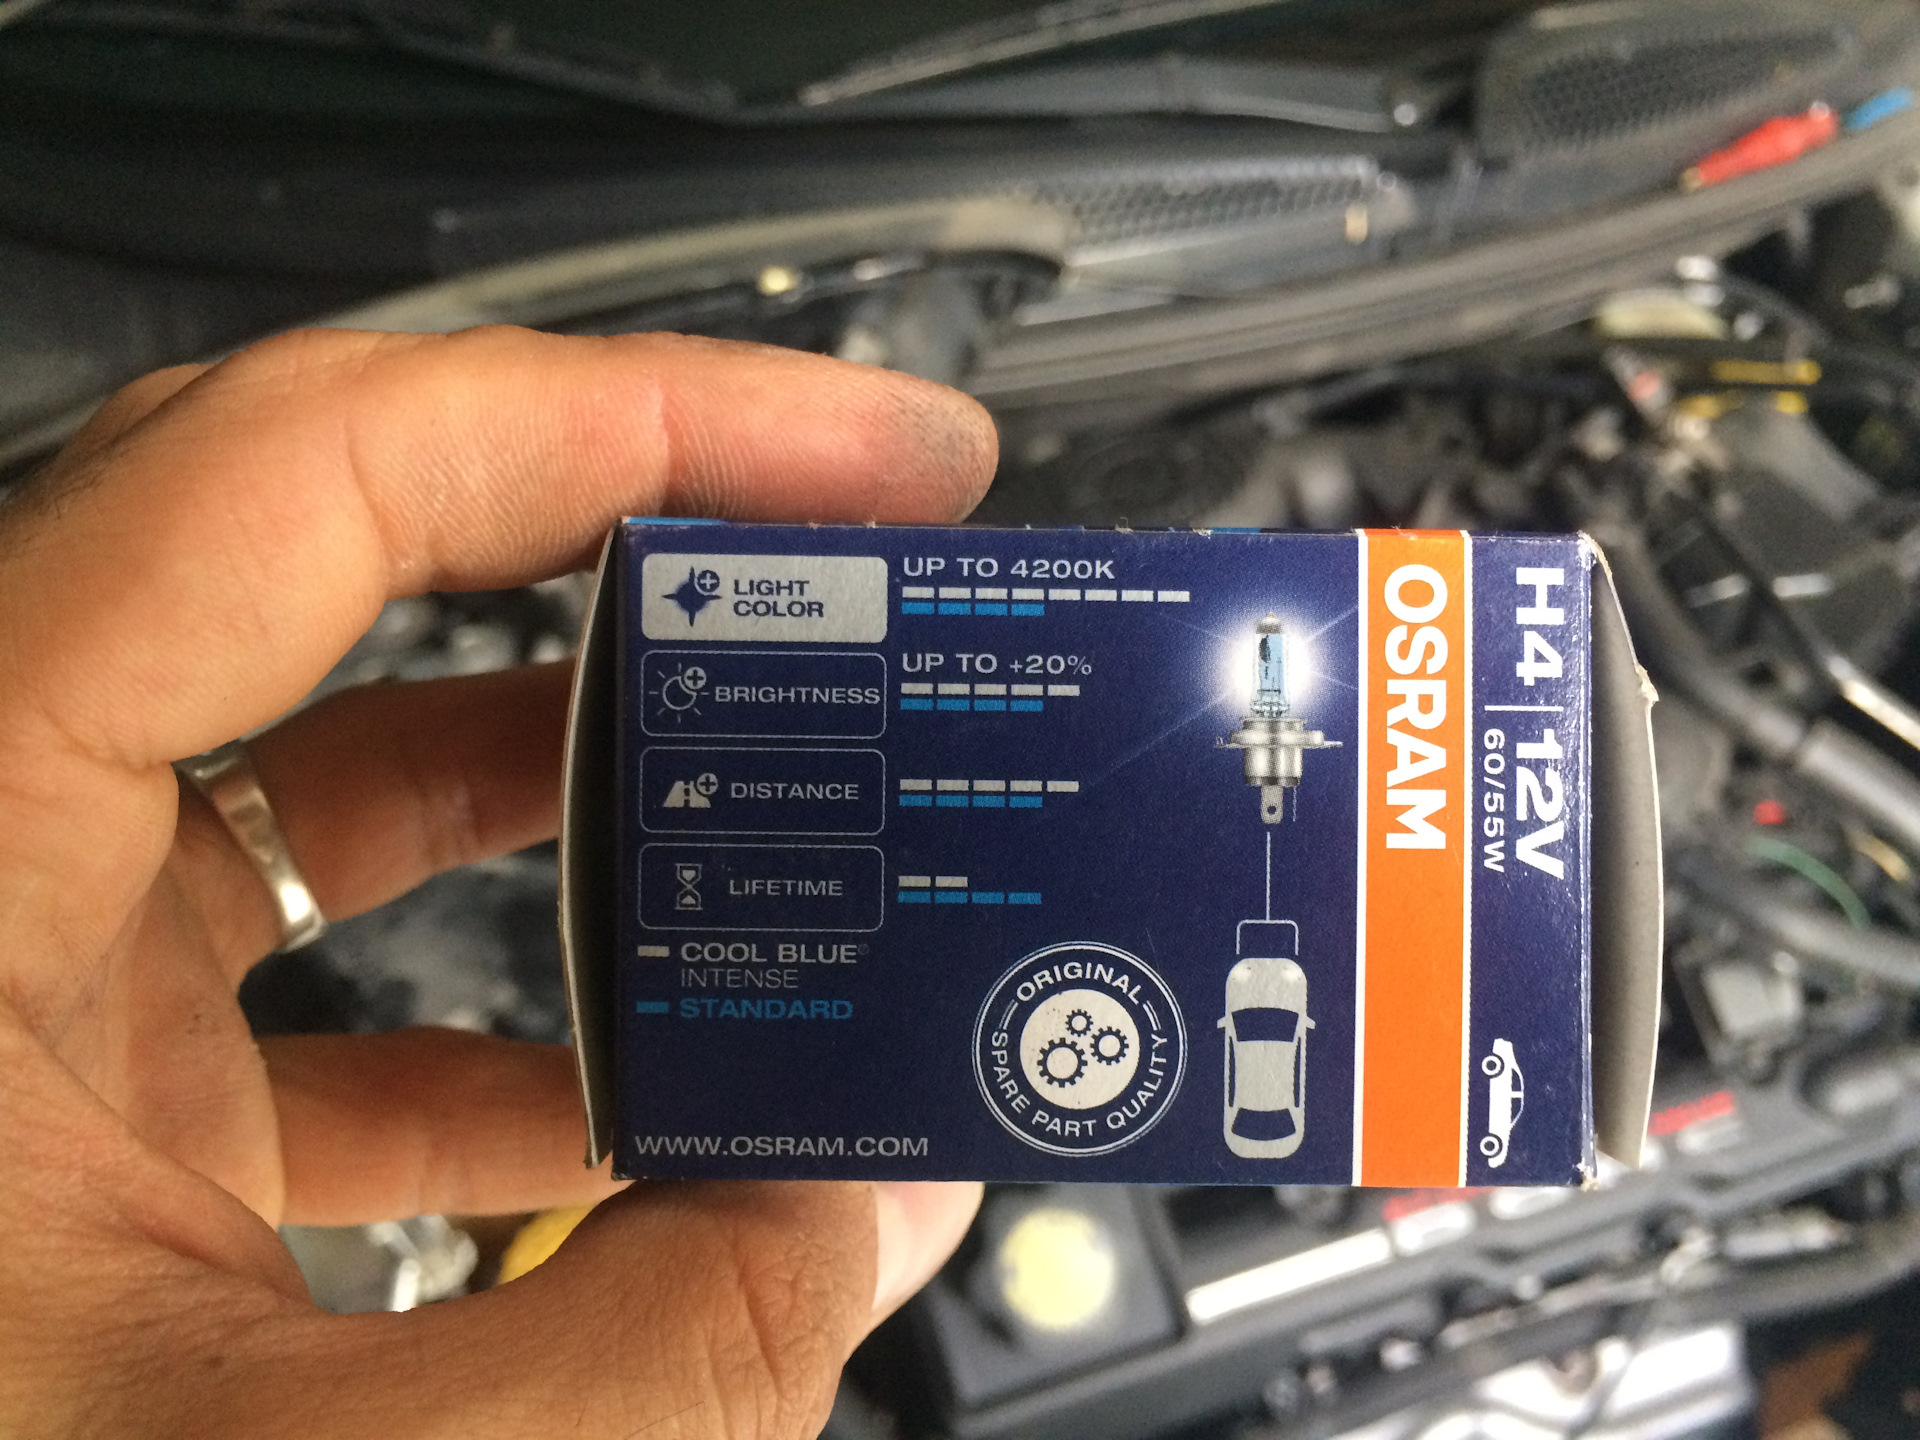 LIGHT
COLOR
UP TO 4200K
BRIGHTNESS
UP TO +20%
DISTANCE
LIFETIME
COOL BLUE®
INTENSE
STANDARD
WWW.OSRAM.COM
ORIGINAL
SPARE PART QUALITY
OSRAM
H4 | 12V
60/55W